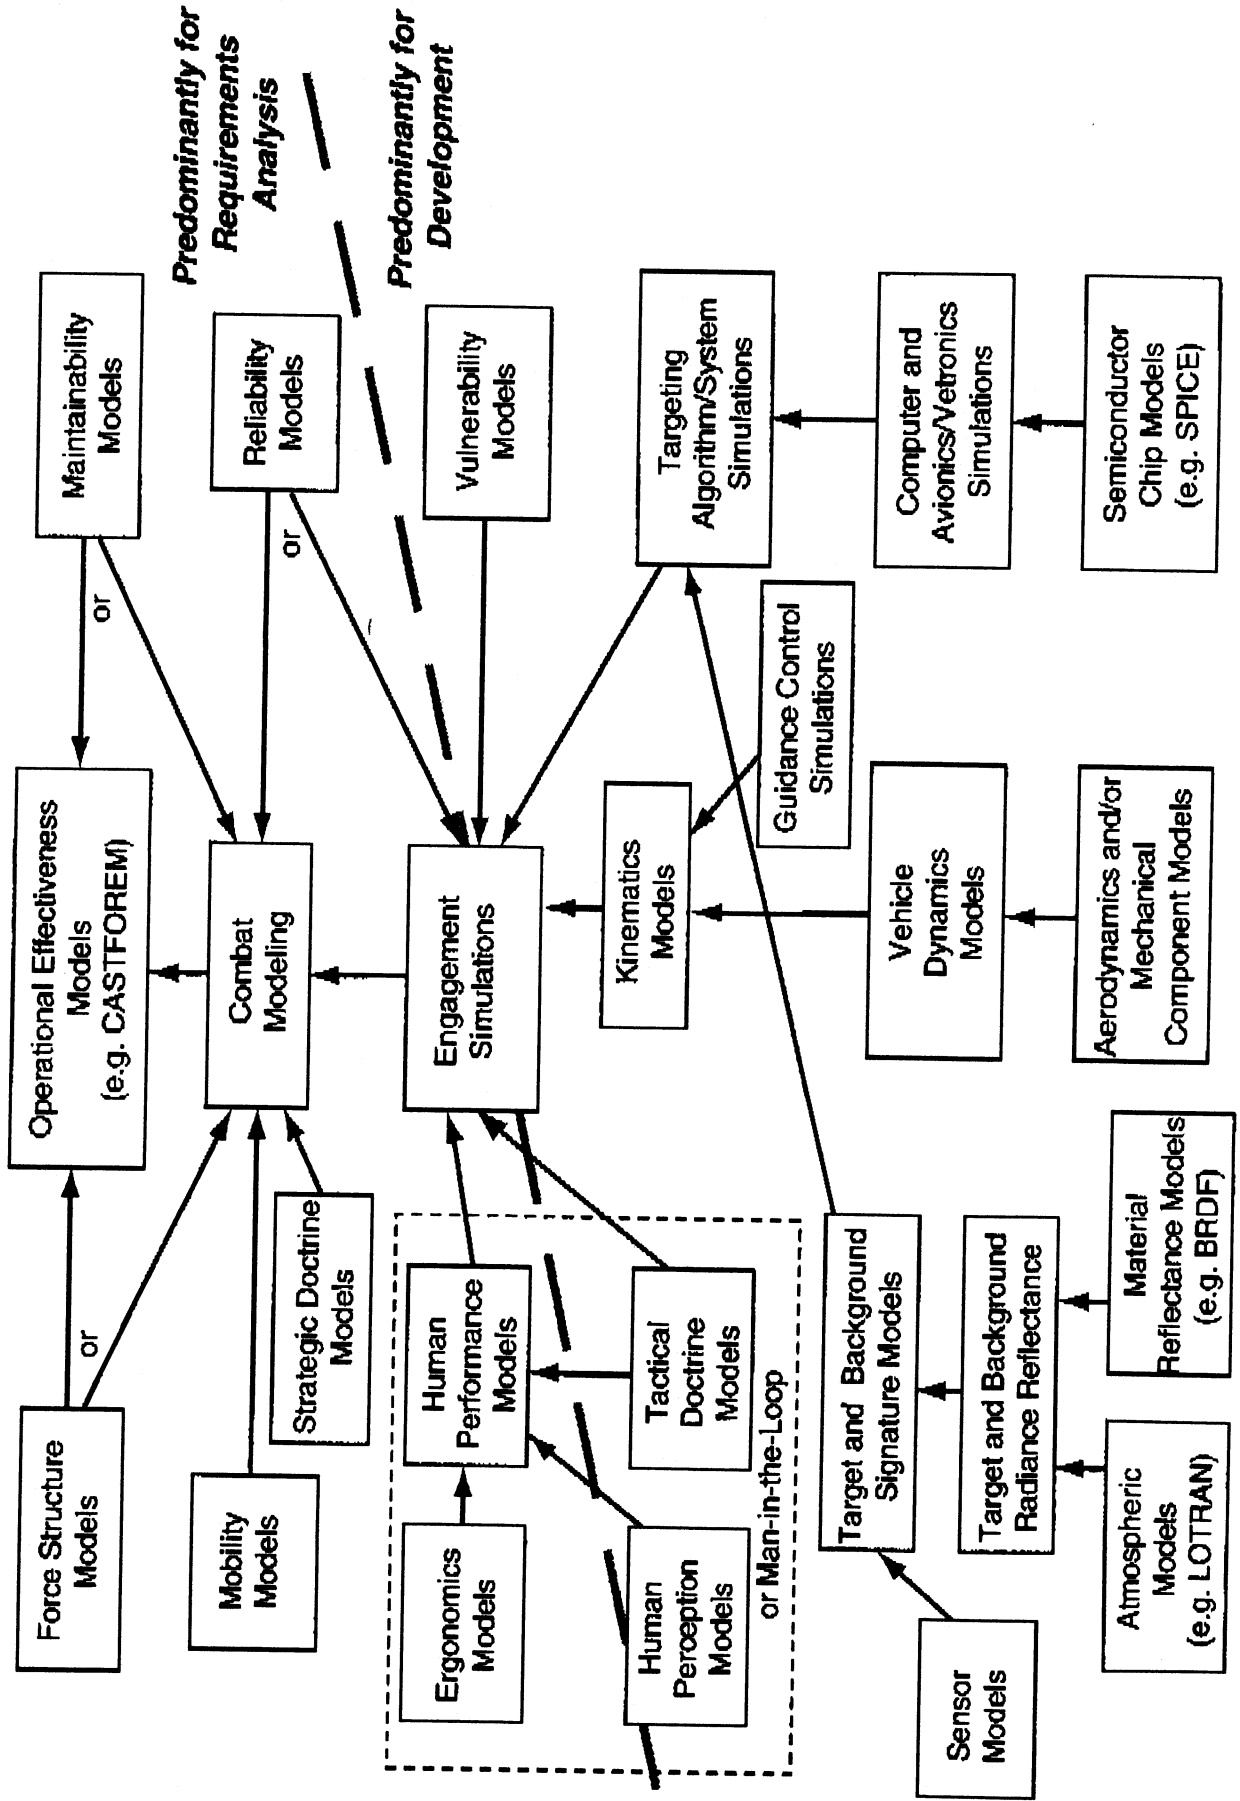 Force Structure
Models
or
Operational Effectiveness
Models
(e.g. CASTFOREM)
or
Maintainability
Models
Mobility
Models
Strategic Doctrine
Models
Combat
Modeling
Reliability
Models
or
Predominantly for
Requirements
Analysis
Predominantly for
Development
Ergonomics
Models
Human
Performance
Models
Engagement
Simulations
Vulnerability
Models
Human
Perception
Models
Tactical
Doctrine
Models
or Man-in-the-Loop
Kinematics
Models
Targeting
Algorithm/System
Simulations
Guidance Control
Simulations
Target and Background
Signature Models
Vehicle
Dynamics
Models
Computer and
Avionics/Vetronics
Simulations
Sensor
Models
Target and Background
Radiance Reflectance
Atmospheric
Models
(e.g. LOTRAN)
Material
Reflectance Models
(e.g. BRDF)
Aerodynamics and/or
Mechanical
Component Models
Semiconductor
Chip Models
(e.g. SPICE)